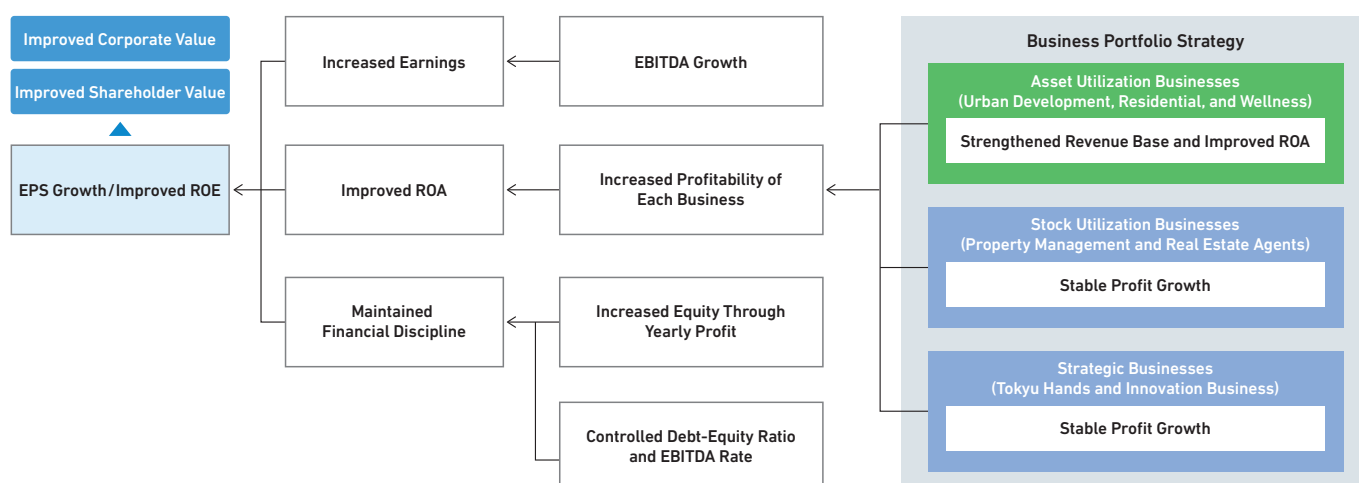 Improved Corporate Value
Improved Shareholder Value
EPS Growth/Improved ROE
Increased Earnings
Improved ROA
Maintained
Financial Discipline
EBITDA Growth
Increased Profitability of
Each Business
Increased Equity Through
Yearly Profit
Controlled Debt-Equity Ratio
and EBITDA Rate
Business Portfolio Strategy
Asset Utilization Businesses
(Urban Development, Residential, and Wellness)
Strengthened Revenue Base and Improved ROA
Stock Utilization Businesses
(Property Management and Real Estate Agents)
Stable Profit Growth
Strategic Businesses
(Tokyu Hands and Innovation Business)
Stable Profit Growth